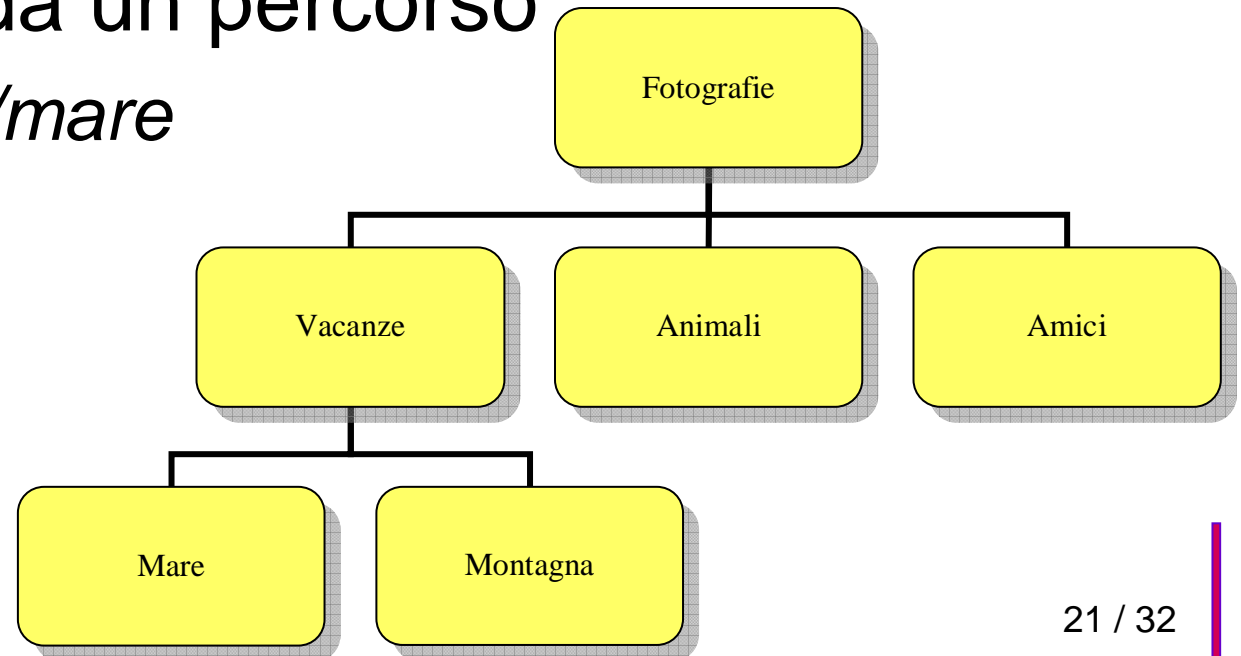 da un percorso
/mare
Fotografie
Vacanze
Animali
Amici
Mare
Montagna
21 / 32